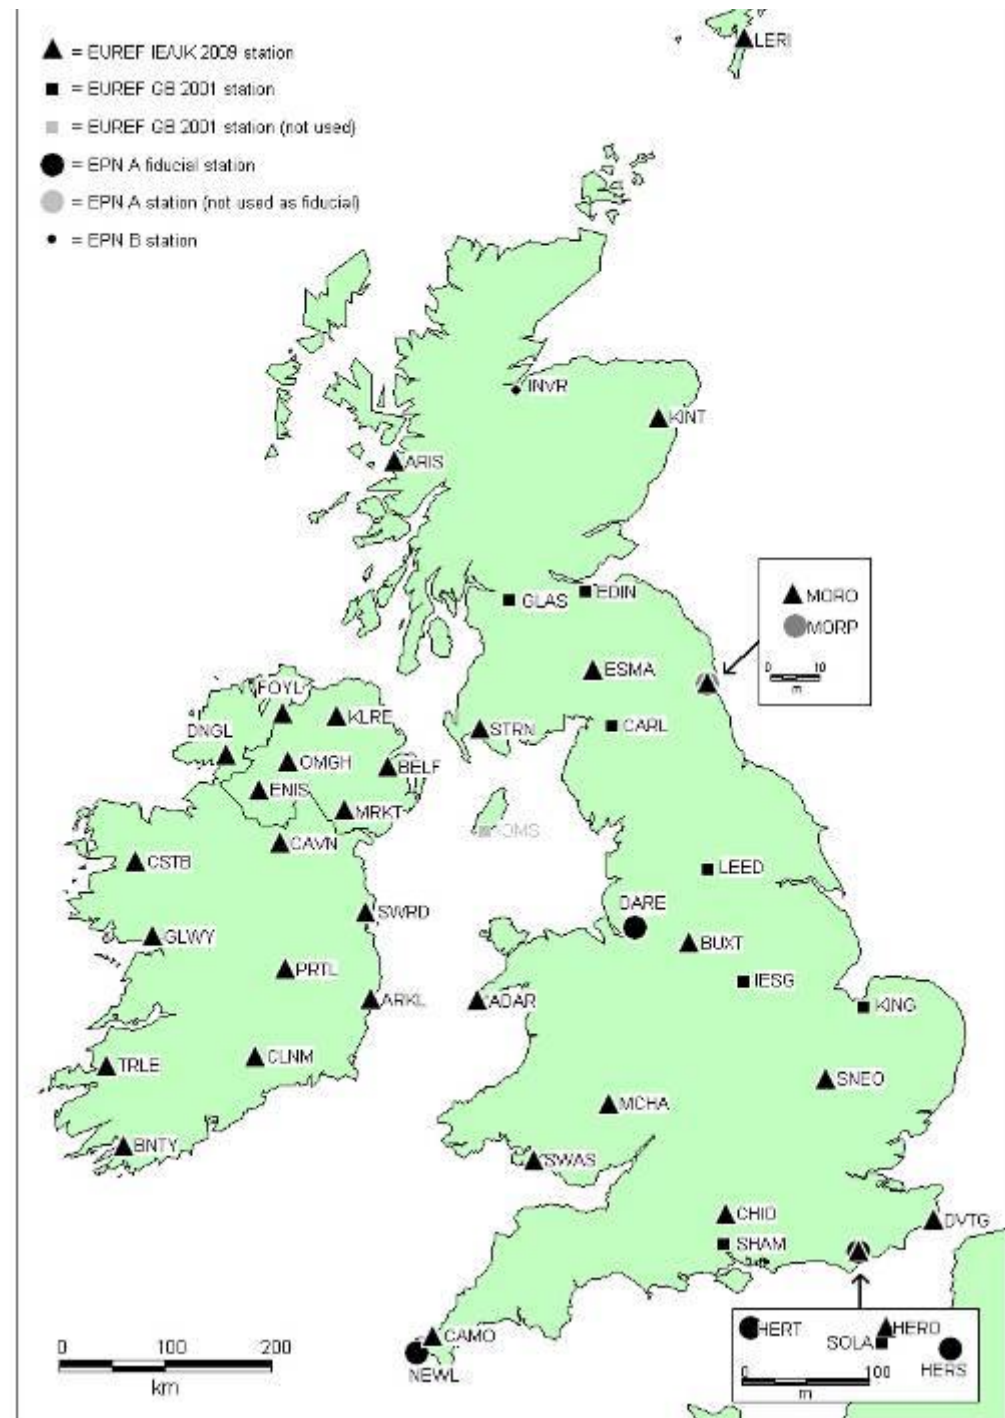 = EUREF IE/UK 2009 station
= EUREF GB 2001 station
= EUREF GB 2001 station (not used)
= EPN A fiducial station
= EPN A station (not used as fiducial)
= EPN B station
LERI
INVR
KINT
ARIS
GLAS
EDIN
MORO
MORP
0 10
m
ESMA
FOYL
KLRE
DNGL
STRN
CARL
OMGH
BELF
ENIS
MRKT
IOMS
CAVN
CSTB
LEED
DARE
SWRD
GLWY
BUXT
PRTL
IESG
ARKL
ADAR
KING
CLNM
TRLE
SNEO
MCHA
BNTY
SWAS
CHIO
DVTG
SHAM
HERT
HERO
SOLA
HERS
0 100
m
CAMO
NEWL
0 100 200
km